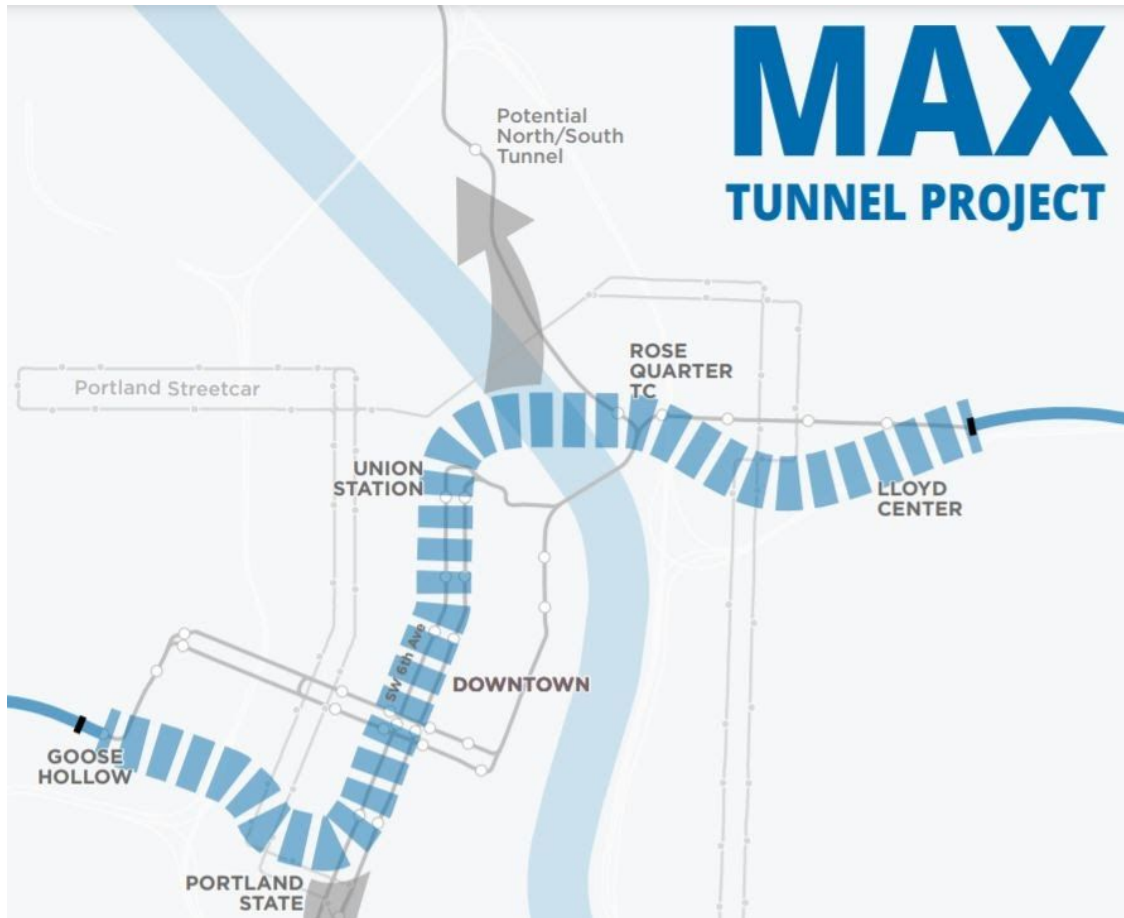 MAX
TUNNEL PROJECT
Potential
North/South
Tunnel
ROSE
QUARTER
TC
Portland Streetcar
UNION
STATION
LLOYD
CENTER
SW 6th Ave
DOWNTOWN
GOOSE
HOLLOW
PORTLAND
STATE